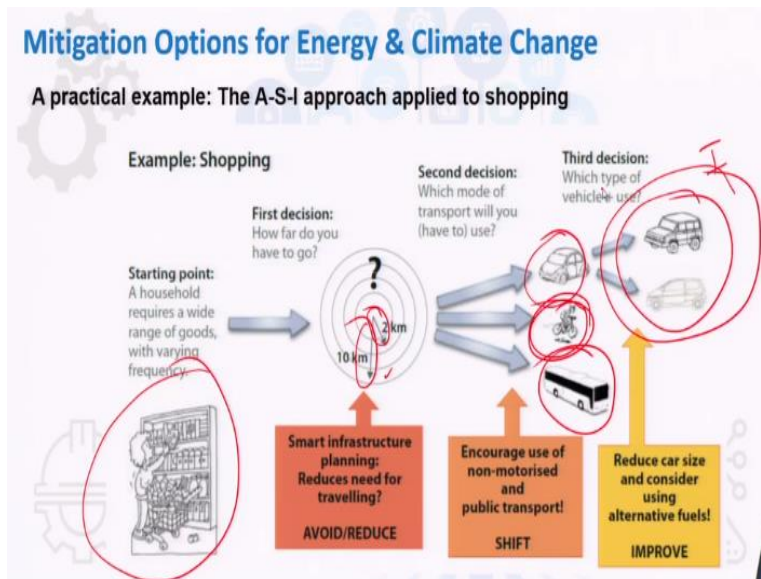 Mitigation Options for Energy & Climate Change
A practical example: The A-S-I approach applied to shopping
Example: Shopping
Starting point:
A household
requires a wide
range of goods,
with varying
frequency.
First decision:
How far do you
have to go?
?
2 km
10 km
Second decision:
Which mode of
transport will you
(have to) use?
Third decision:
Which type of
vehicle use?
I
Smart infrastructure
planning:
Reduces need for
travelling?
AVOID/REDUCE
Encourage use of
non-motorised
and
public transport!
SHIFT
Reduce car size
and consider
using
alternative fuels!
IMPROVE